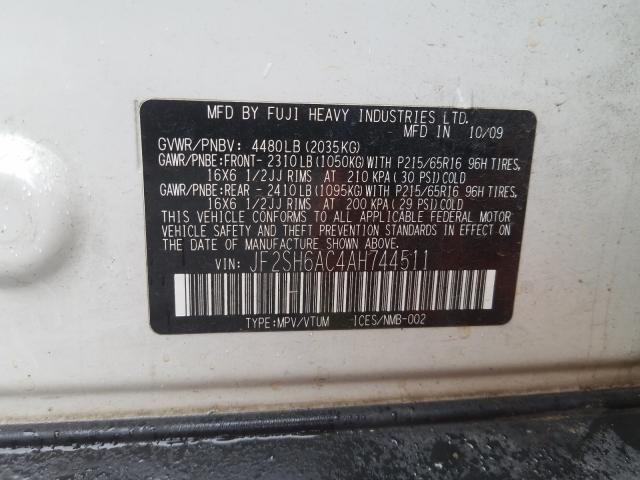 MFD BY FUJI HEAVY INDUSTRIES LTD.
MFD IN 10/09
GVWR/PNBV: 4480LB (2035KG)
GAWR/PNBE:FRONT- 2310LB(1050KG)WITH P215/65R16 96H TIRES,
16X6 1/2JJ RIMS AT 210 KPA (30 PSI)COLD
GAWR/PNBE:REAR - 2410LB(1095KG)WITH P215/65R16 96H TIRES,
16X6 1/2JJ RIMS AT 200 KPA (29 PSI)COLD
THIS VEHICLE CONFORMS TO ALL APPLICABLE FEDERAL MOTOR
VEHICLE SAFETY AND THEFT PREVENTION STANDARDS IN EFFECT
ON THE DATE OF MANUFACTURE SHOWN ABOVE.
VIN: JF2SH6AC4AH744511
H
TYPE:MPV/VTUM ICES/NMB-002